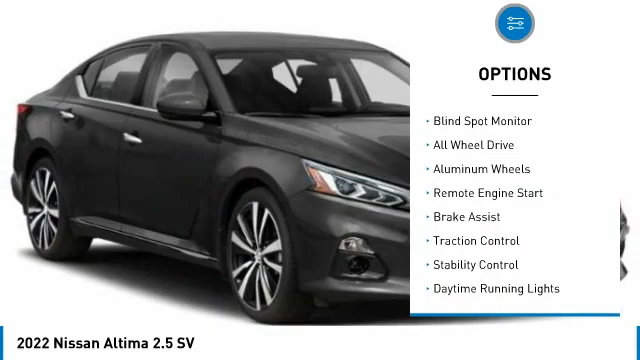 OPTIONS
• Blind Spot Monitor
• All Wheel Drive
• Aluminum Wheels
• Remote Engine Start
• Brake Assist
• Traction Control
• Stability Control
• Daytime Running Lights
2022 Nissan Altima 2.5 SV